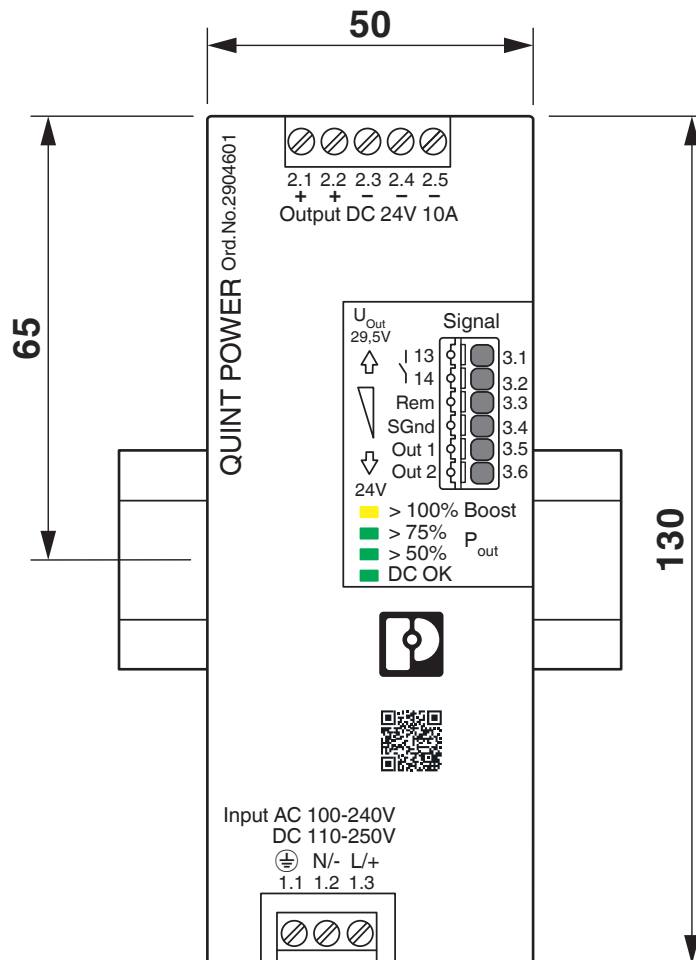 50
65
130
QUINT POWER Ord.No.2904601
2.1 2.2 2.3 2.4 2.5
+ + − − −
Output DC 24V 10A
UOut
29,5V
Signal
13 3.1
14 3.2
Rem 3.3
SGnd 3.4
Out 1 3.5
Out 2 3.6
24V
> 100% Boost
> 75%
> 50%
Pout
DC OK
Input AC 100-240V
DC 110-250V
N/- L/+
1.1 1.2 1.3